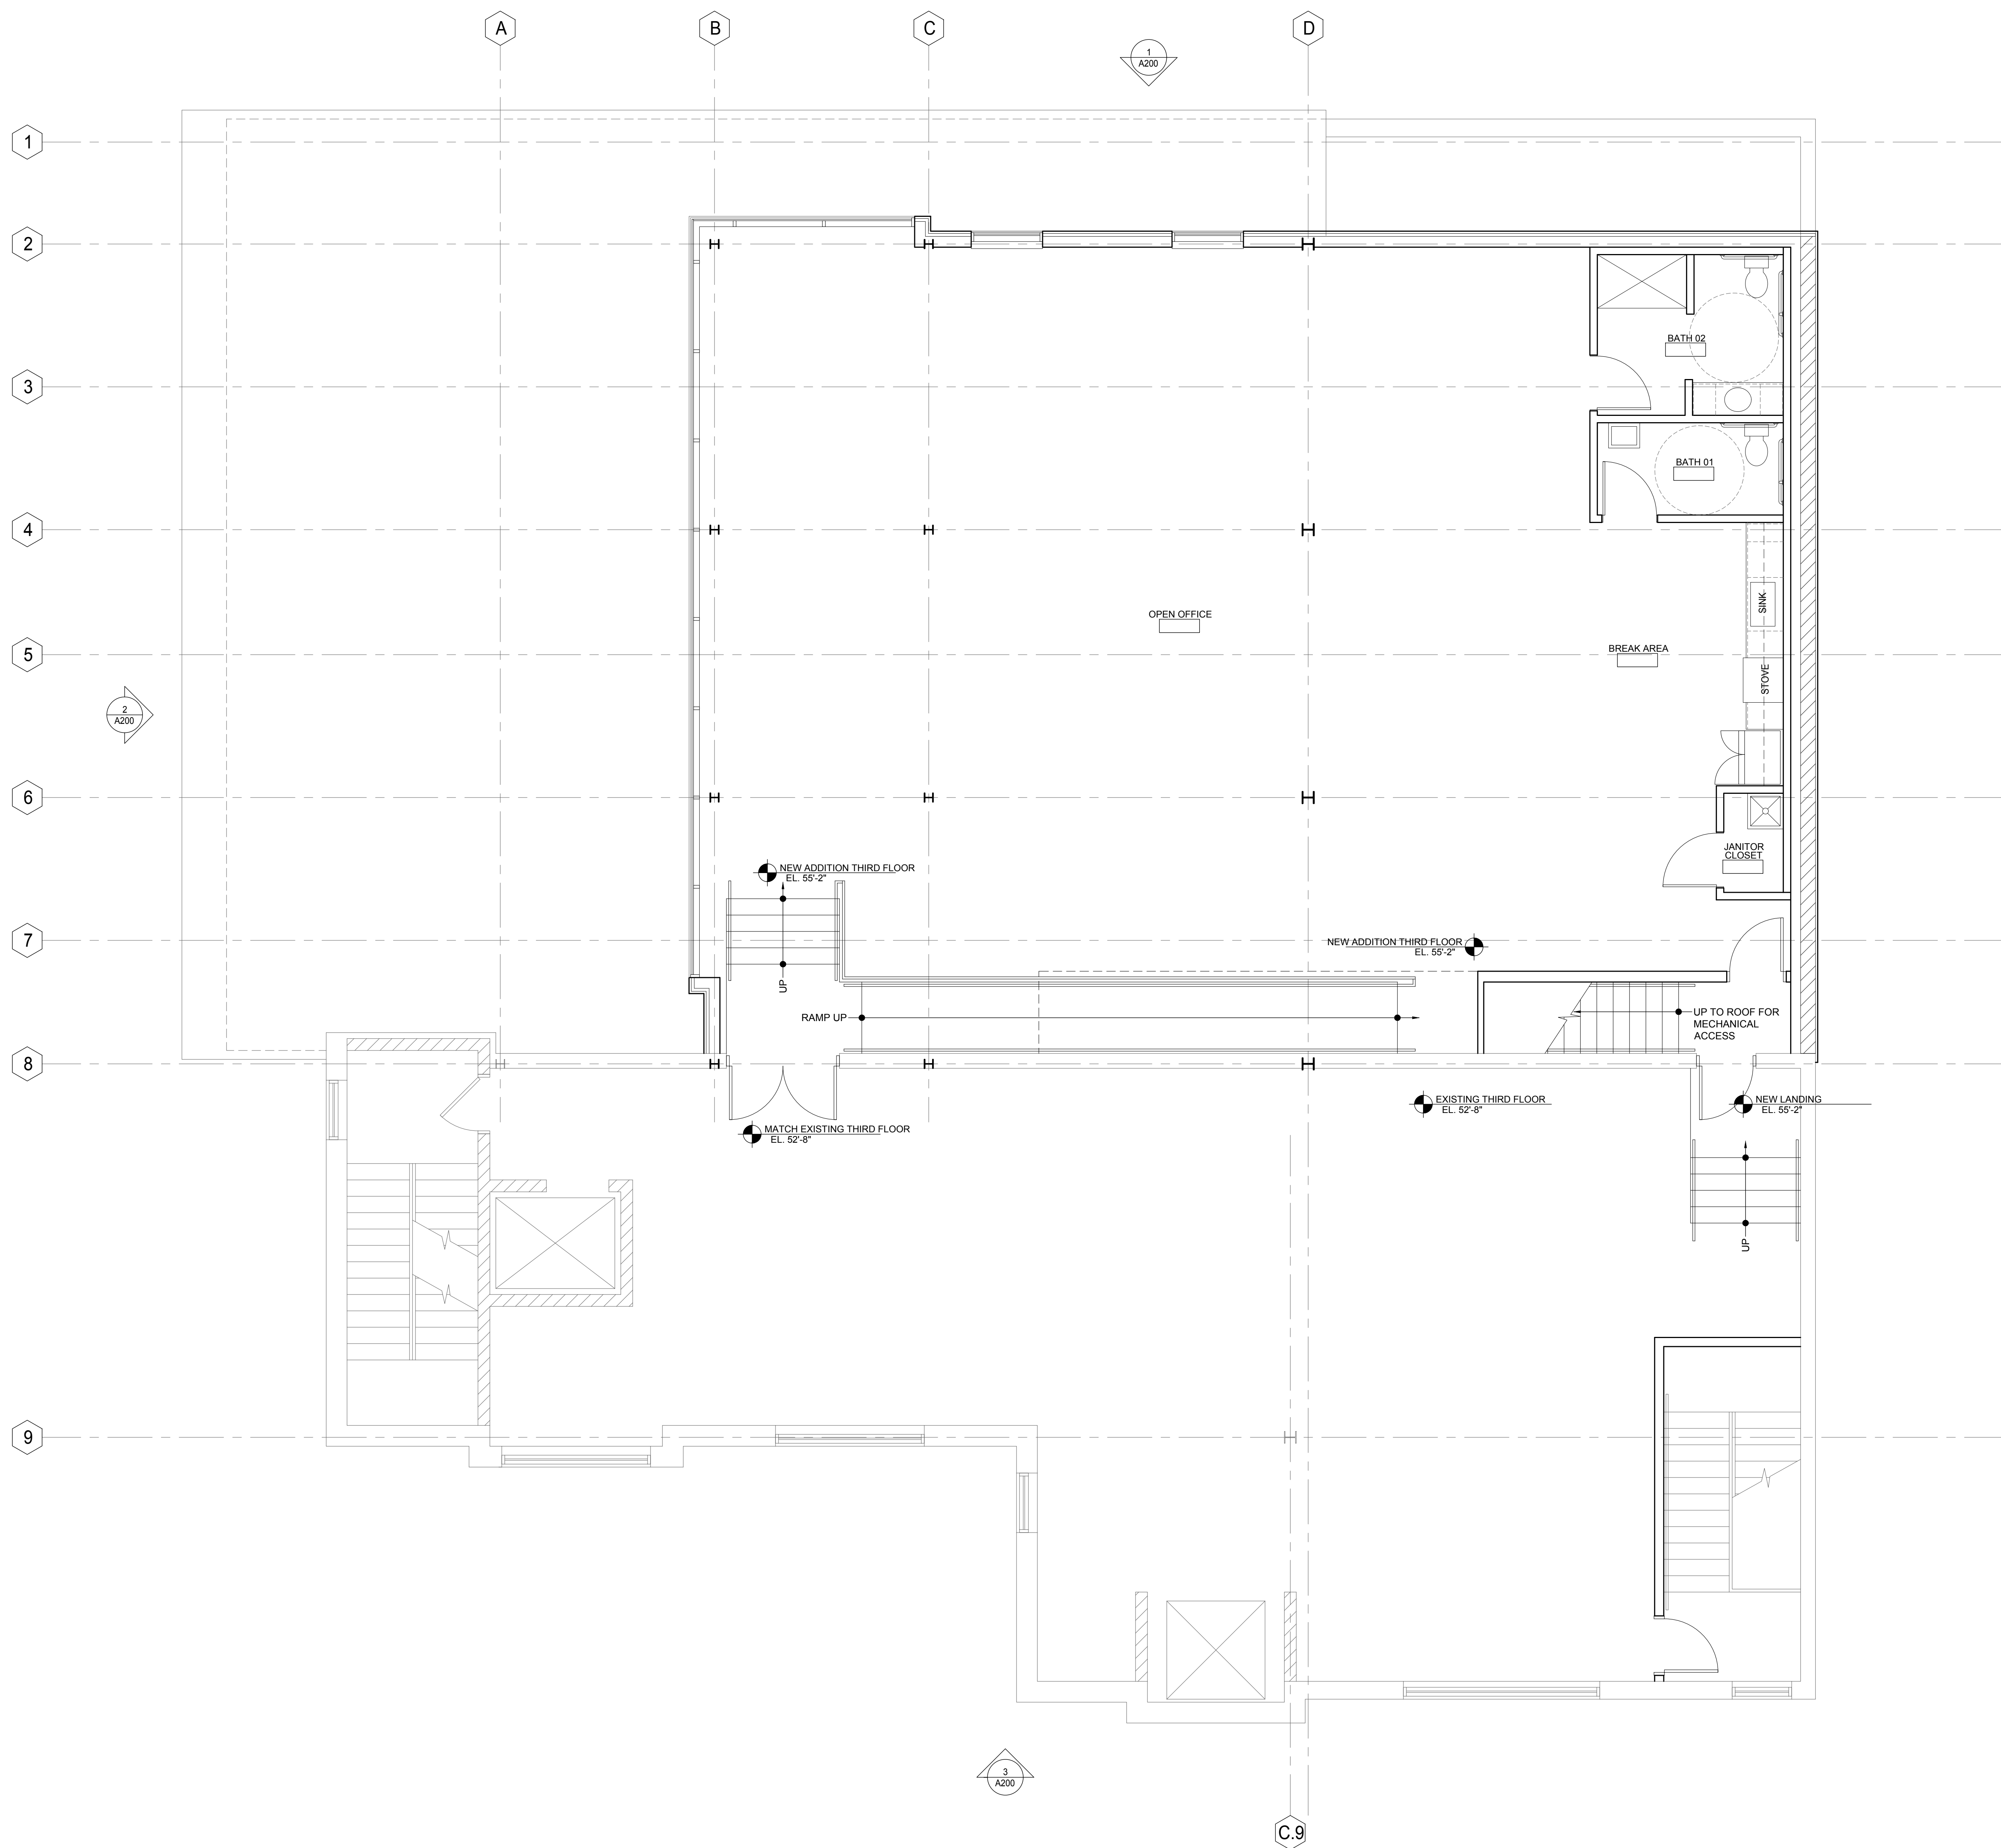 A
B
C
D
1
A200
1
2
3
4
5
6
7
8
9
BATH 02
BATH 01
OPEN OFFICE
SINK
BREAK AREA
STOVE
2
A200
JANITOR
CLOSET
NEW ADDITION THIRD FLOOR
EL. 55'-2"
NEW ADDITION THIRD FLOOR
EL. 55'-2"
UP
RAMP UP
UP TO ROOF FOR
MECHANICAL
ACCESS
EXISTING THIRD FLOOR
EL. 52'-8"
NEW LANDING
EL. 55'-2"
MATCH EXISTING THIRD FLOOR
EL. 52'-8"
UP
3
A200
C.9